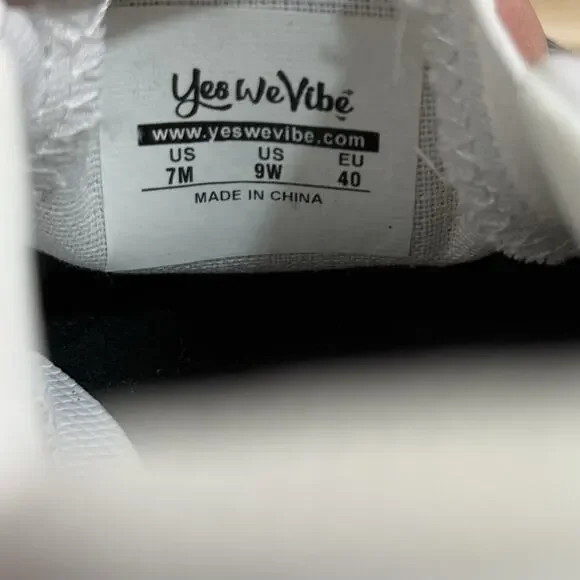 Yes We Vibe
www.yeswevibe.com
US US EU
7M 9W 40
MADE IN CHINA